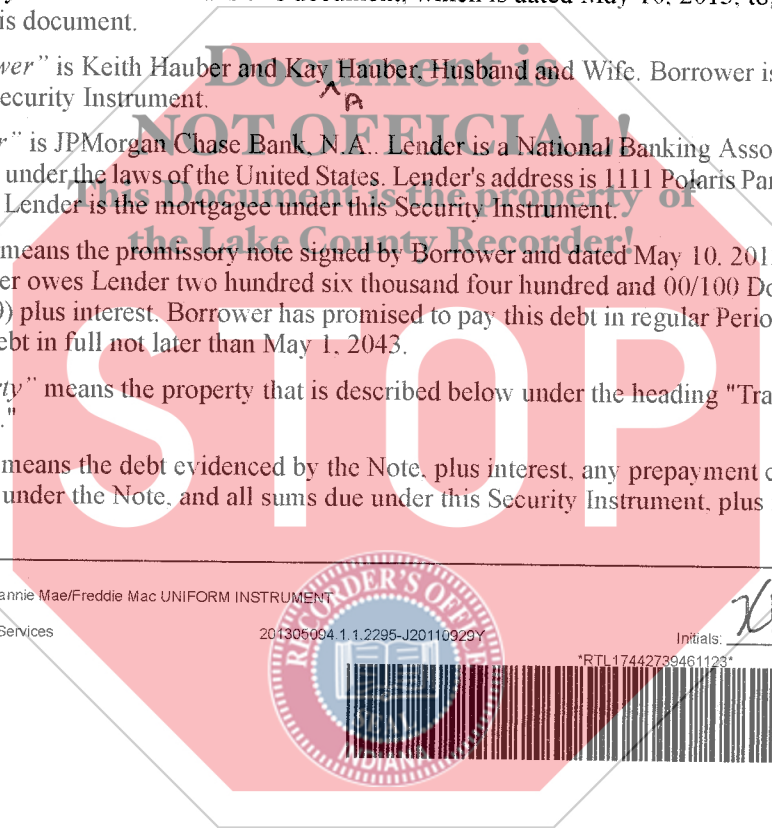 is document.
wer” is Keith Hauber and Kay Hauber, Husband and Wife. Borrower is
A
ecurity Instrument.
r” is JPMorgan Chase Bank, N.A.. Lender is a National Banking Asso
under the laws of the United States. Lender's address is 1111 Polaris Par
Lender is the mortgagee under this Security Instrument.
means the promissory note signed by Borrower and dated May 10, 201
er owes Lender two hundred six thousand four hundred and 00/100 Do
) plus interest. Borrower has promised to pay this debt in regular Perio
ebt in full not later than May 1, 2043.
ty” means the property that is described below under the heading "Tra
."
means the debt evidenced by the Note, plus interest, any prepayment c
under the Note, and all sums due under this Security Instrument, plus
annie Mae/Freddie Mac UNIFORM INSTRUMENT
Services
201305094.1.1.2295-J20110929Y
Initials:
*RTL17442739461123*
Document is
NOT OFFICIAL!
This Document is the property of
the Lake County Recorder!
STOP
RECORDER'S OFFICE
SEAL
INDIANA